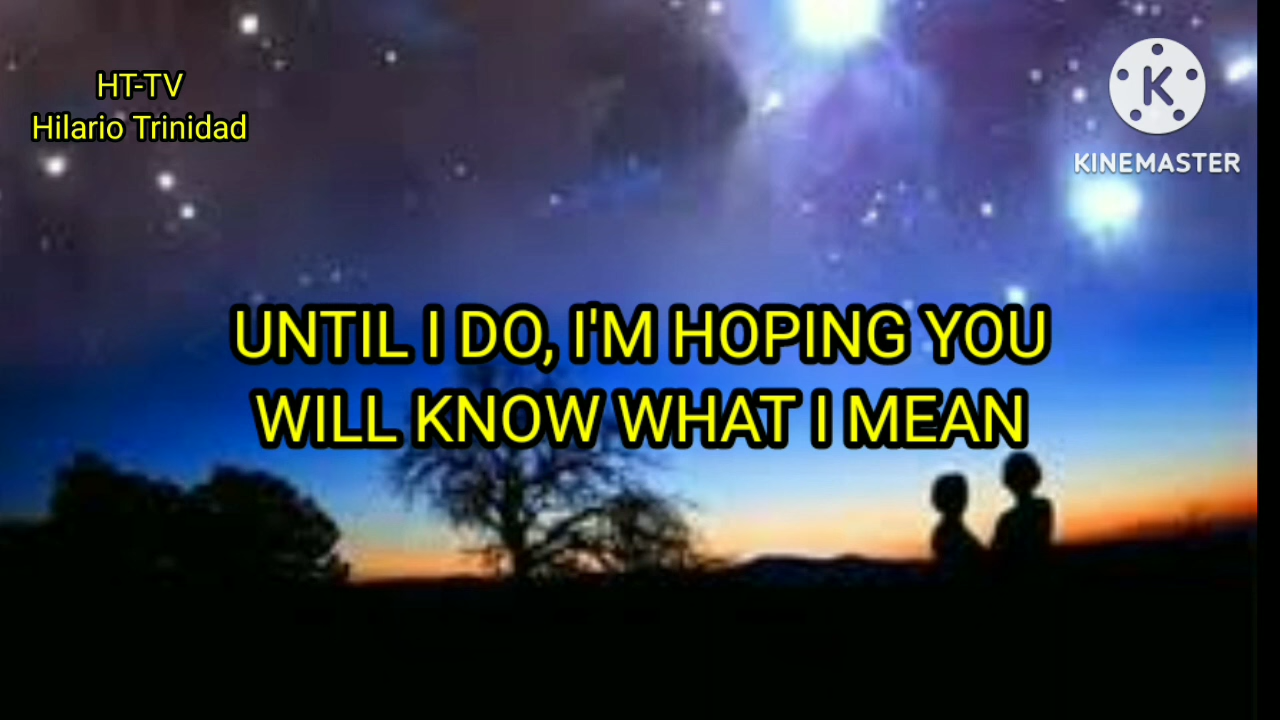 HT-TV
Hilario Trinidad
K
KINEMASTER
UNTIL I DO, I'M HOPING YOU
WILL KNOW WHAT I MEAN